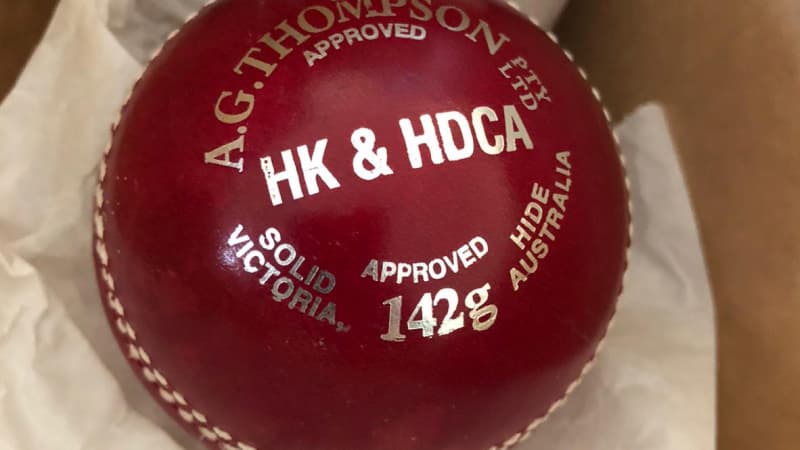 A.G. THOMPSON PTY
LTD
APPROVED
HK & HDCA
SOLID HIDE
VICTORIA, AUSTRALIA
APPROVED
142g